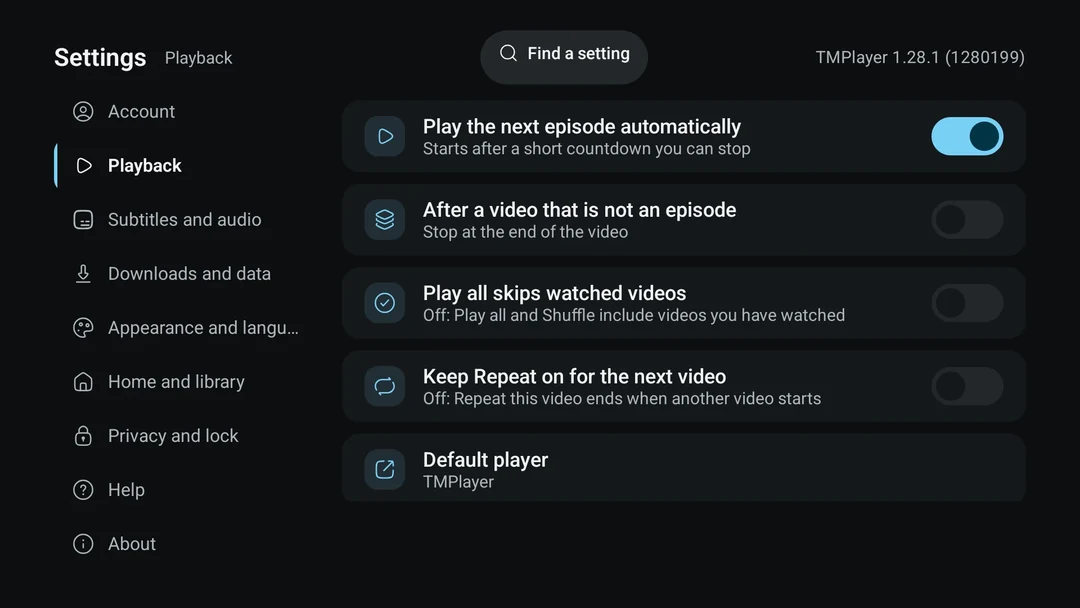 Settings
Playback
Find a setting
TMPlayer 1.28.1 (1280199)
Account
Playback
Subtitles and audio
Downloads and data
Appearance and langu...
Home and library
Privacy and lock
Help
About
Play the next episode automatically
Starts after a short countdown you can stop
After a video that is not an episode
Stop at the end of the video
Play all skips watched videos
Off: Play all and Shuffle include videos you have watched
Keep Repeat on for the next video
Off: Repeat this video ends when another video starts
Default player
TMPlayer